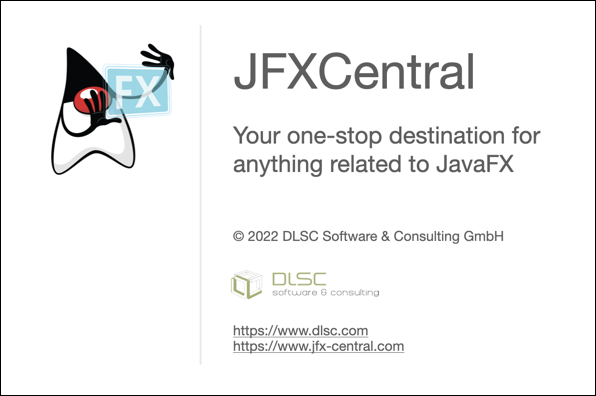 FX
JFXCentral
Your one-stop destination for
anything related to JavaFX
© 2022 DLSC Software & Consulting GmbH
DLSC
software & consulting
https://www.dlsc.com
https://www.jfx-central.com